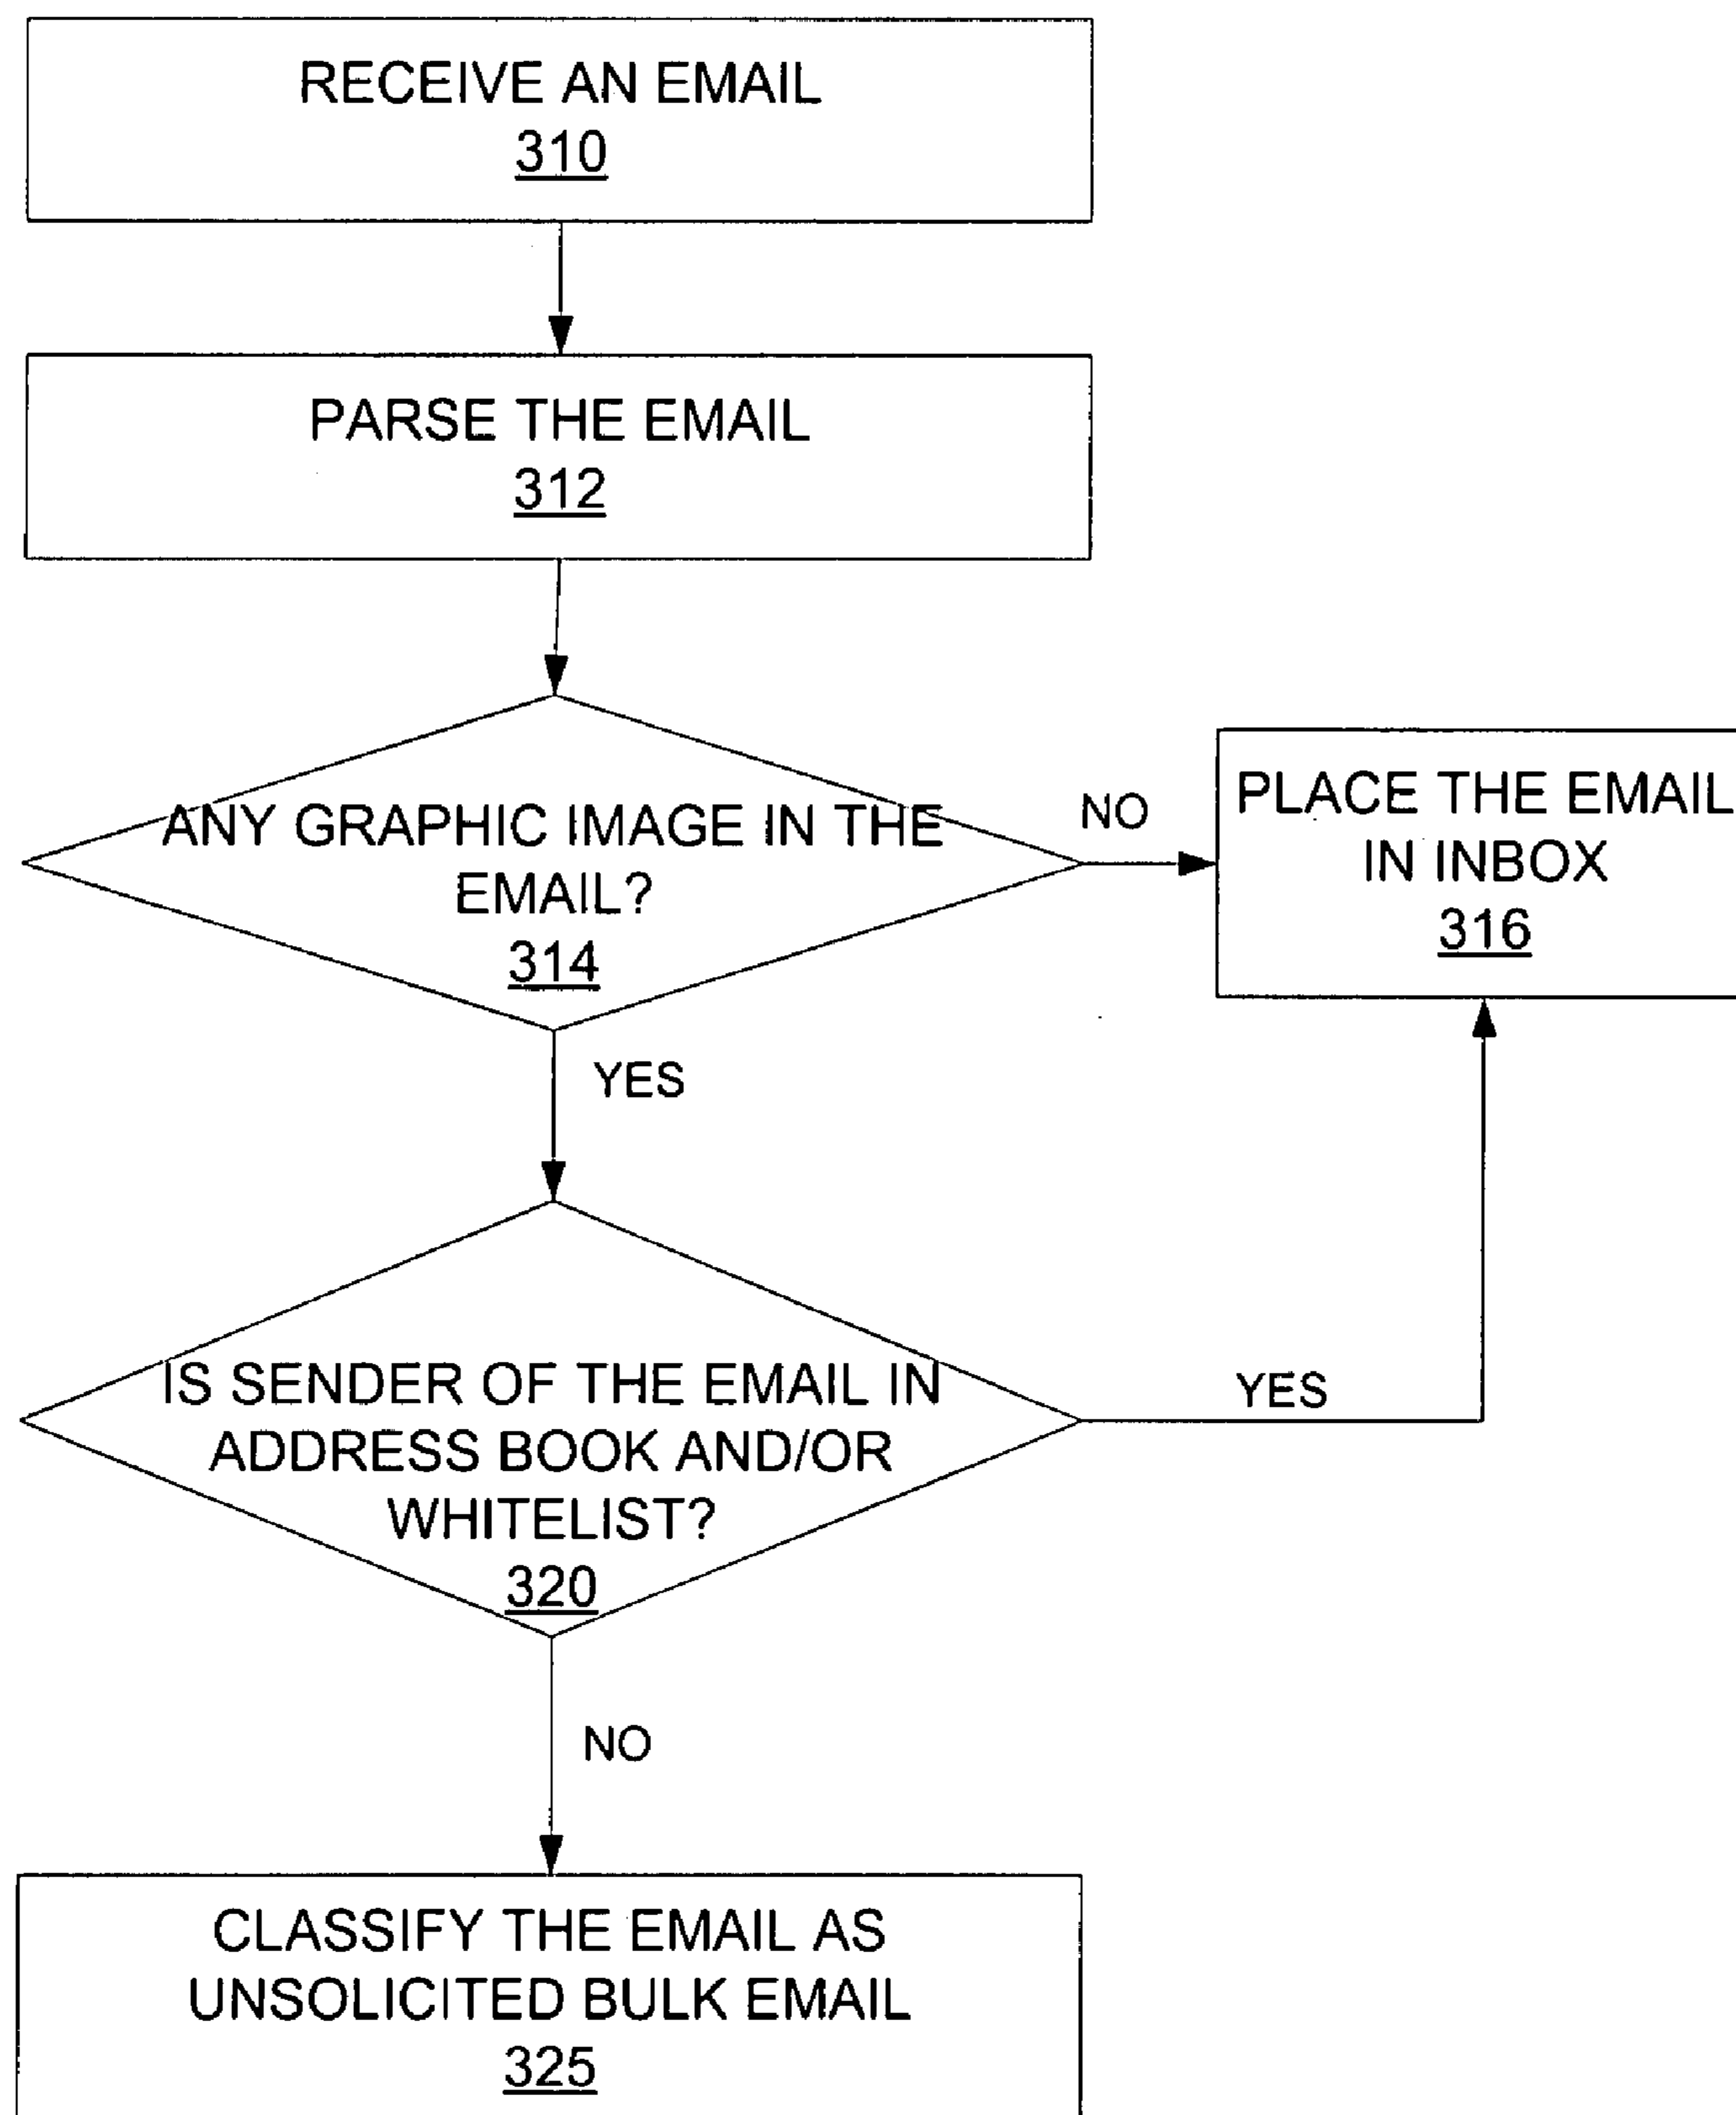 RECEIVE AN EMAIL
310
PARSE THE EMAIL
312
ANY GRAPHIC IMAGE IN THE
EMAIL?
314
NO
PLACE THE EMAIL
IN INBOX
316
YES
IS SENDER OF THE EMAIL IN
ADDRESS BOOK AND/OR
WHITELIST?
320
YES
NO
CLASSIFY THE EMAIL AS
UNSOLICITED BULK EMAIL
325